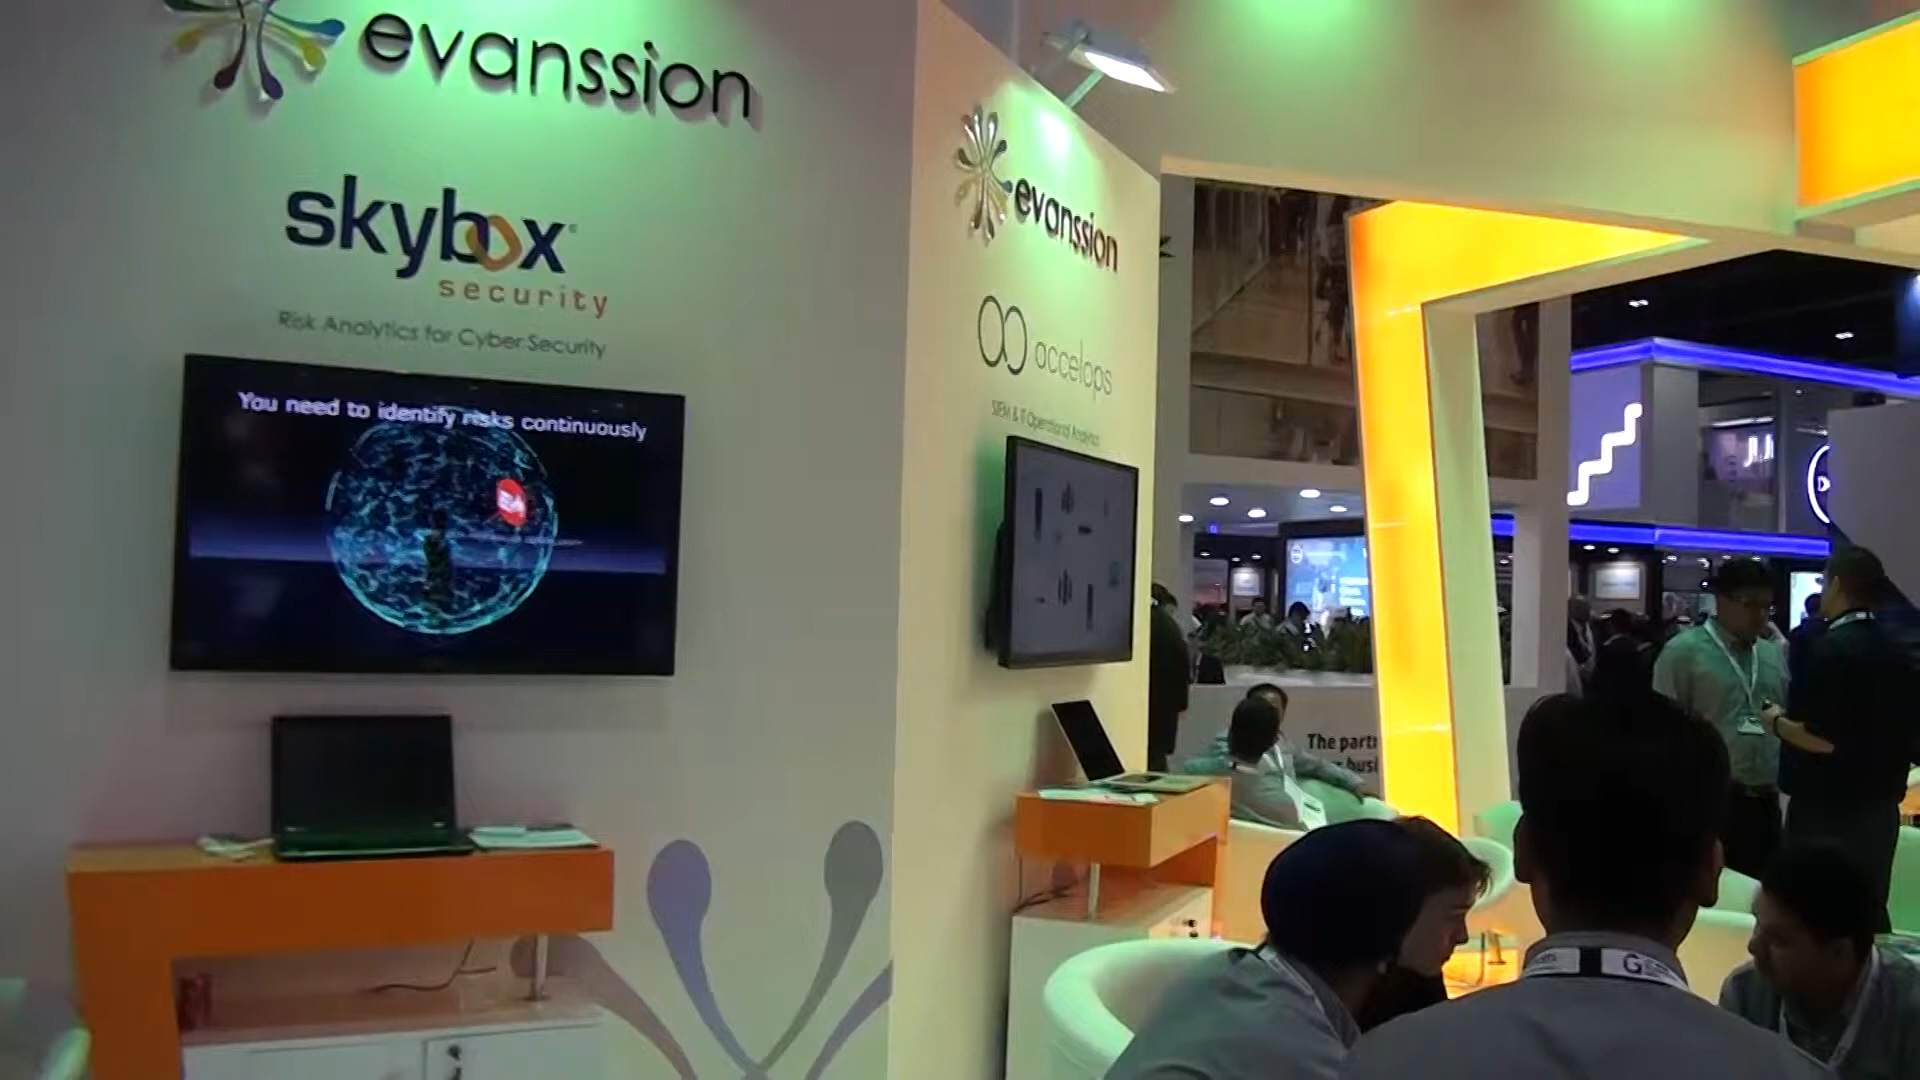 evanssion
skybox
security
Risk Analytics for Cyber Security
You need to identify risks continuously
evanssion
accelops
SIEM & IT Operational Analytics
The part
busi
G